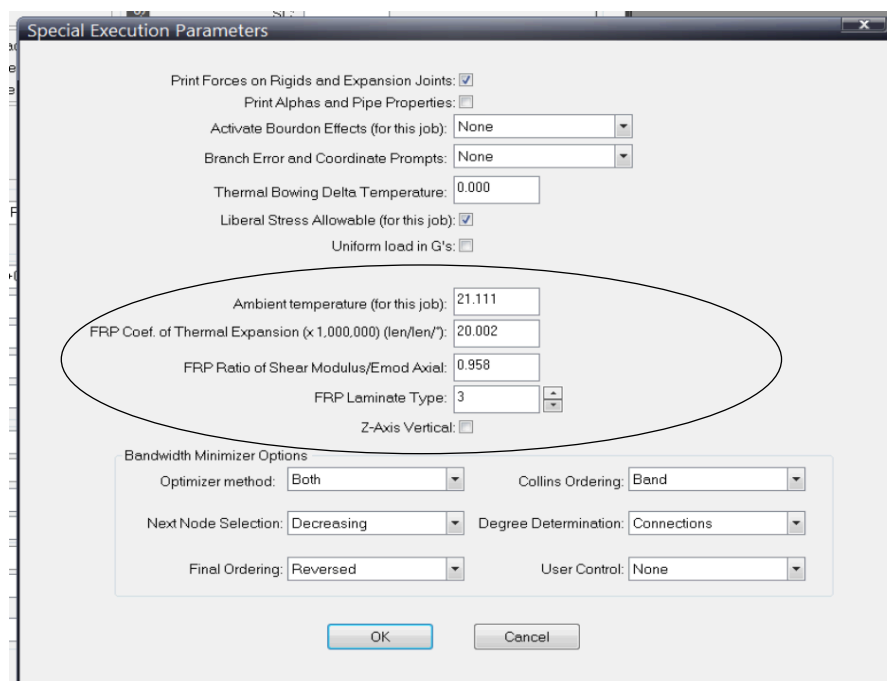 Special Execution Parameters
Print Forces on Rigids and Expansion Joints:
Print Alphas and Pipe Properties:
Activate Bourdon Effects (for this job): None
Branch Error and Coordinate Prompts: None
Thermal Bowing Delta Temperature: 0.000
Liberal Stress Allowable (for this job):
Uniform load in G's:
Ambient temperature (for this job): 21.111
FRP Coef. of Thermal Expansion (x 1,000,000) (len/len/°): 20.002
FRP Ratio of Shear Modulus/Emod Axial: 0.958
FRP Laminate Type: 3
Z-Axis Vertical:
Bandwidth Minimizer Options
Optimizer method: Both Collins Ordering: Band
Next Node Selection: Decreasing Degree Determination: Connections
Final Ordering: Reversed User Control: None
OK Cancel